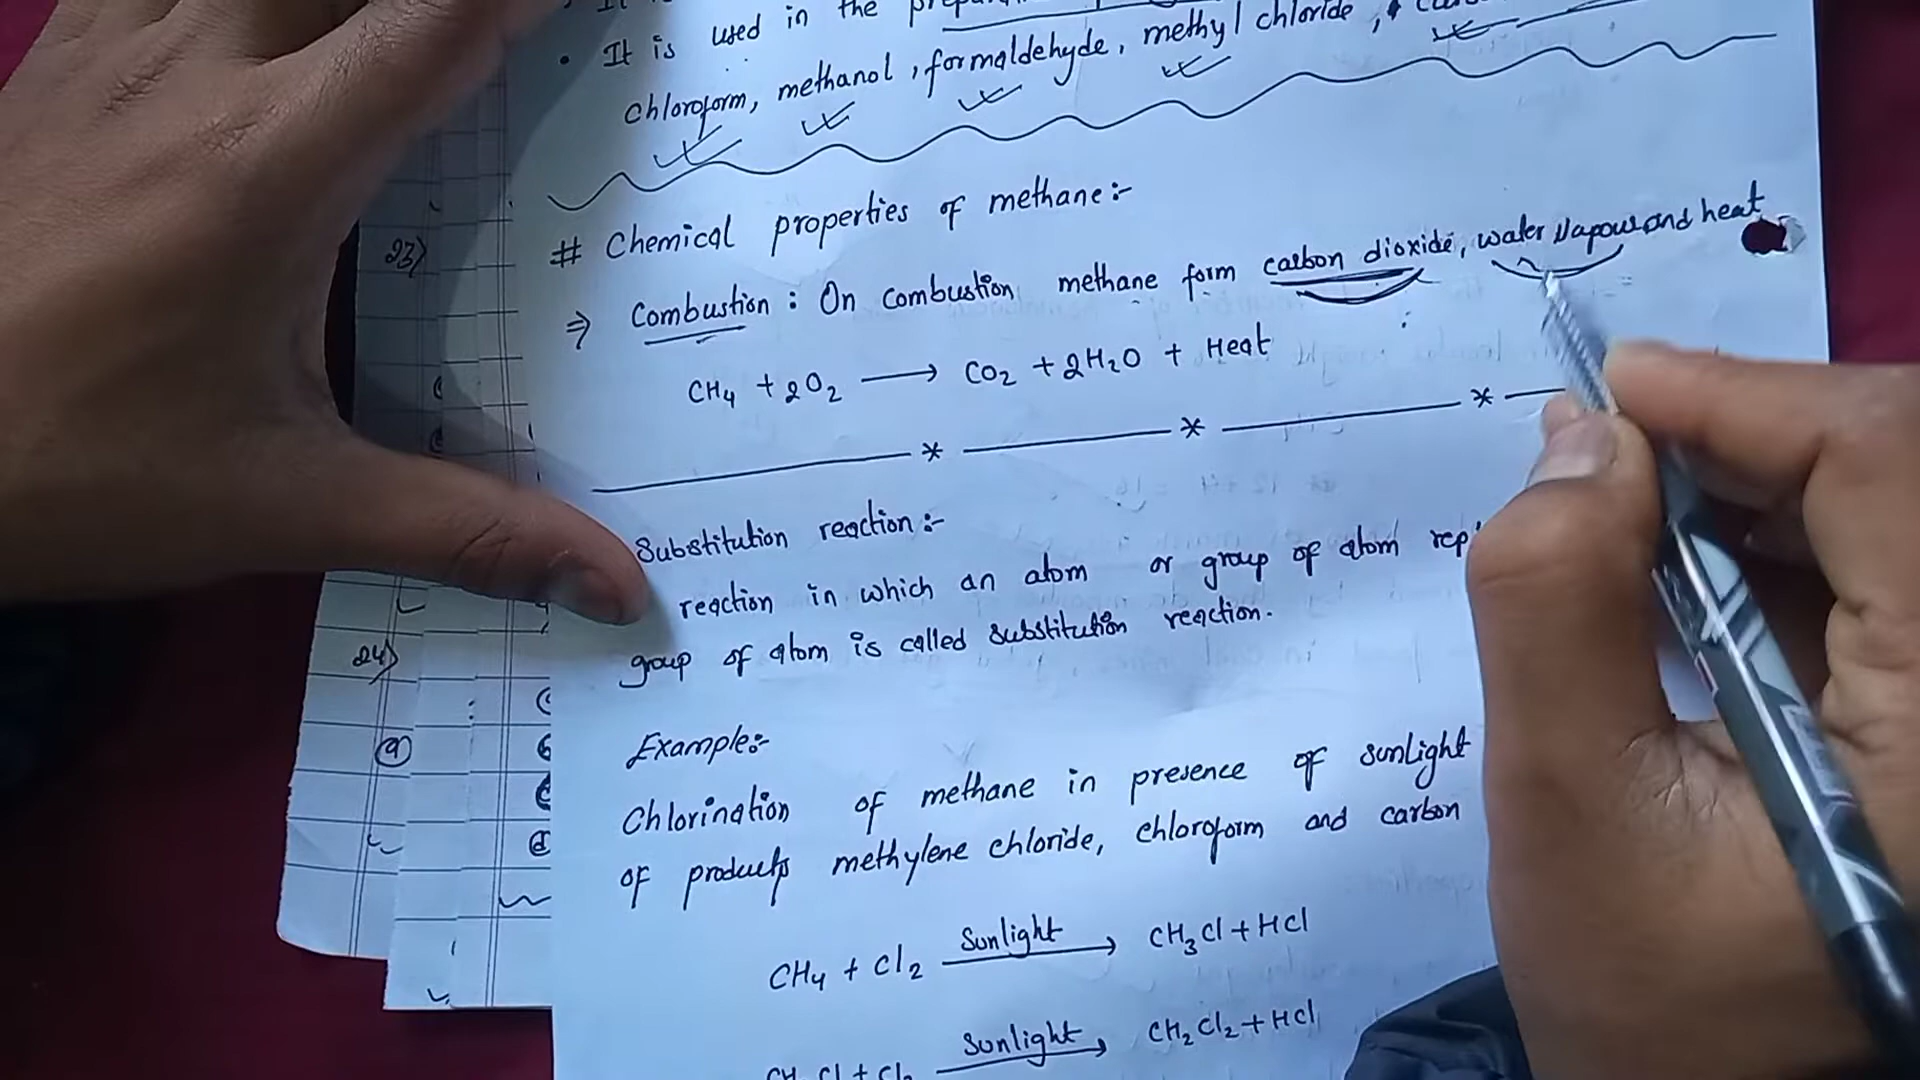 • It is used in the
chloroform, methanol, formaldehyde, methyl chloride,
# Chemical properties of methane:-
⇒ Combustion: On combustion methane form carbon dioxide, water vapour and heat
CH₄ + 2O₂ ⟶ CO₂ + 2H₂O + Heat
Substitution reaction:-
reaction in which an atom or group of atom
group of atom is called substitution reaction.
Example:-
Chlorination of methane in presence of sunlight
of products methylene chloride, chloroform and carbon
CH₄ + Cl₂ Sunlight → CH₃Cl + HCl
Sunlight → CH₂Cl₂ + HCl
23)
24)
a
d